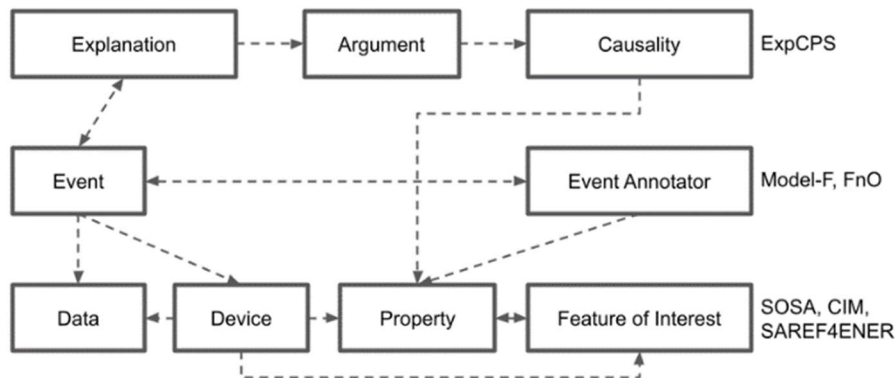 Explanation Argument Causality ExpCPS
Event Event Annotator Model-F, FnO
Data Device Property Feature of Interest SOSA, CIM,
SAREF4ENER